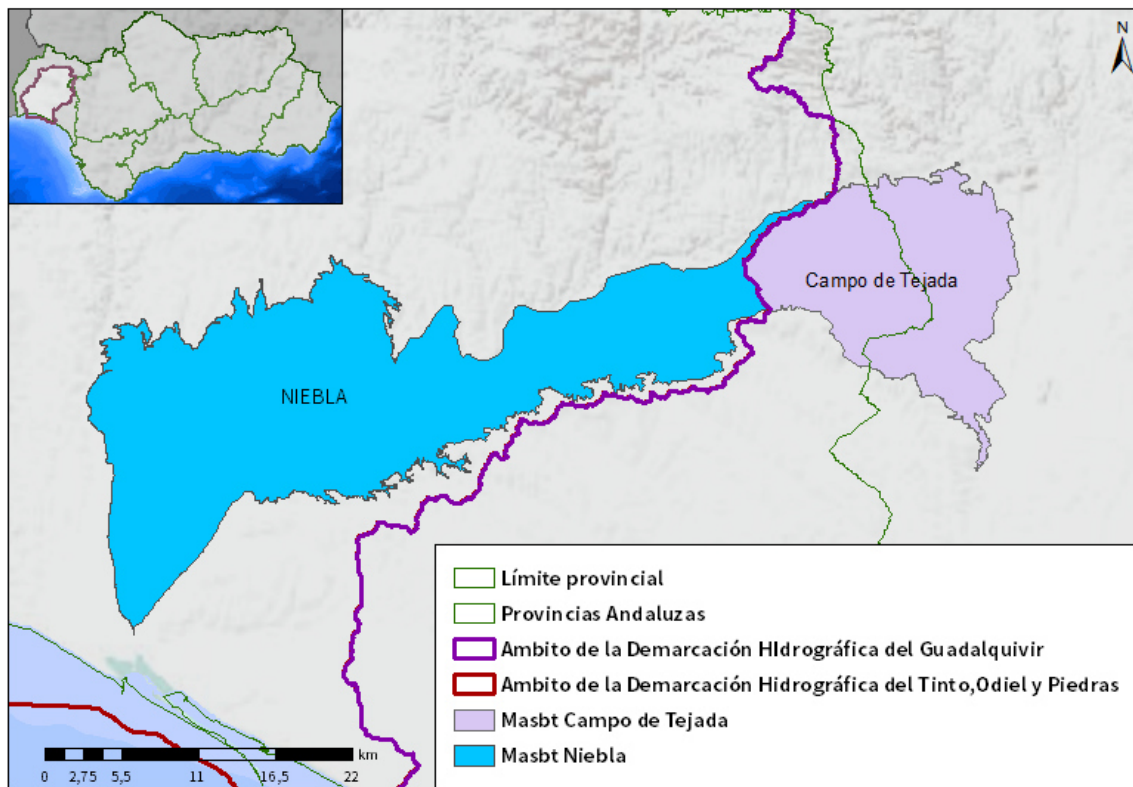 N
Campo de Tejada
NIEBLA
Límite provincial
Provincias Andaluzas
Ambito de la Demarcación HIdrográfica del Guadalquivir
Ambito de la Demarcación Hidrográfica del Tinto,Odiel y Piedras
Masbt Campo de Tejada
Masbt Niebla
km
0 2,75 5,5 11 16,5 22